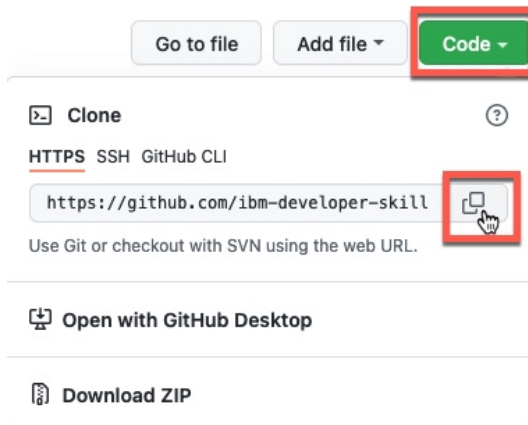 Go to file Add file Code
Clone
HTTPS SSH GitHub CLI
https://github.com/ibm-developer-skill
Use Git or checkout with SVN using the web URL.
Open with GitHub Desktop
Download ZIP